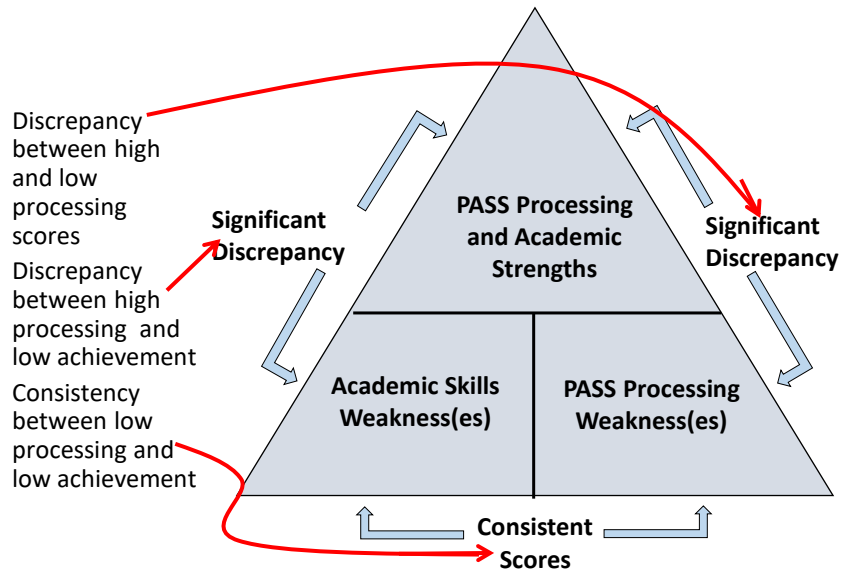 Discrepancy
between high
and low
processing
scores
Discrepancy
between high
processing and
low achievement
Consistency
between low
processing and
low achievement
Significant
Discrepancy
PASS Processing
and Academic
Strengths
Significant
Discrepancy
Academic Skills
Weakness(es)
PASS Processing
Weakness(es)
Consistent
Scores